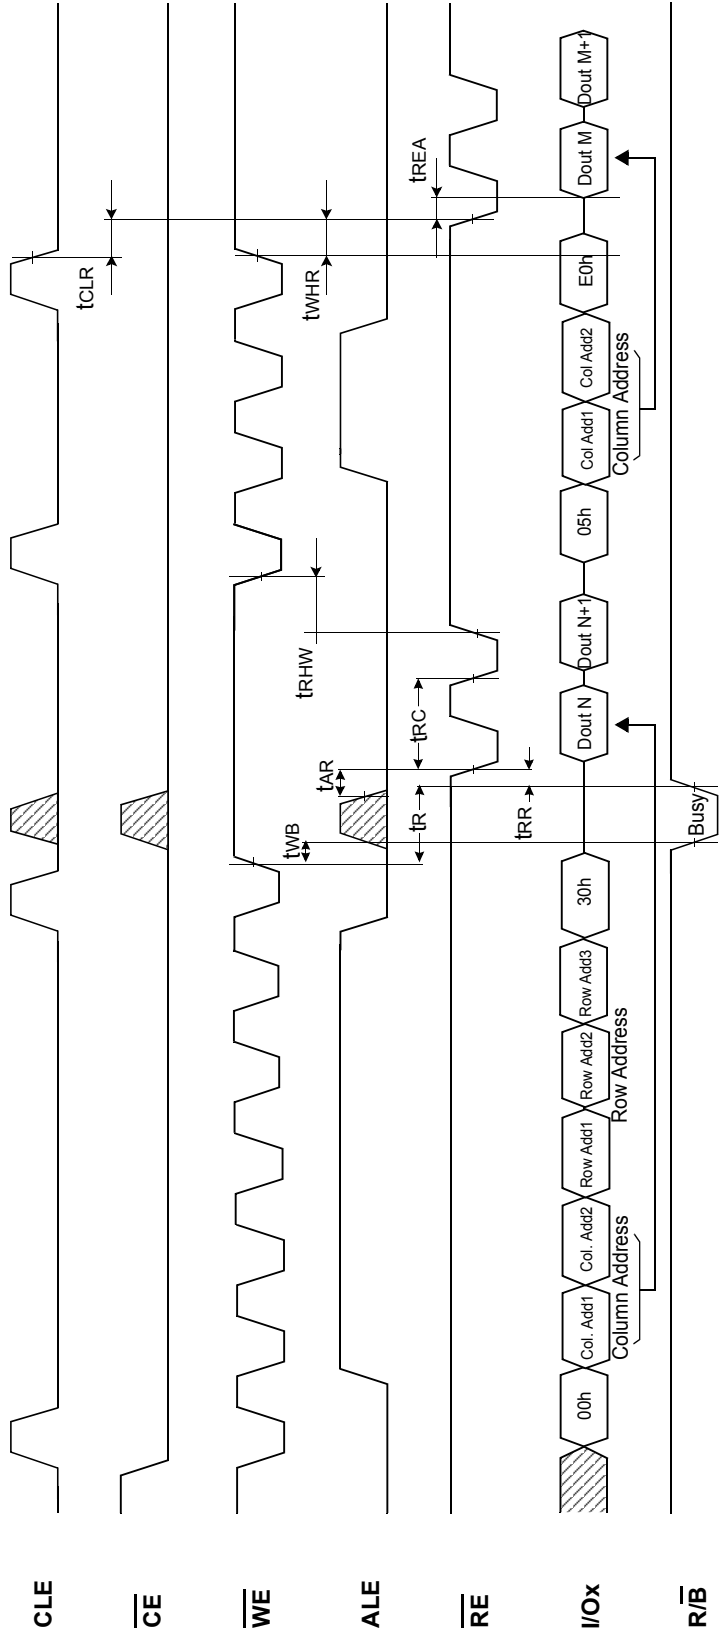 CLE
CE
WE
ALE
RE
I/Ox
R/B
tCLR
tWHR
tREA
tRHW
tWB
tAR
tRC
tR
tRR
00h
Col. Add1
Col. Add2
Row Add1
Row Add2
Row Add3
30h
Dout N
Dout N+1
05h
Col Add1
Col Add2
E0h
Dout M
Dout M+1
Column Address
Row Address
Column Address
Busy